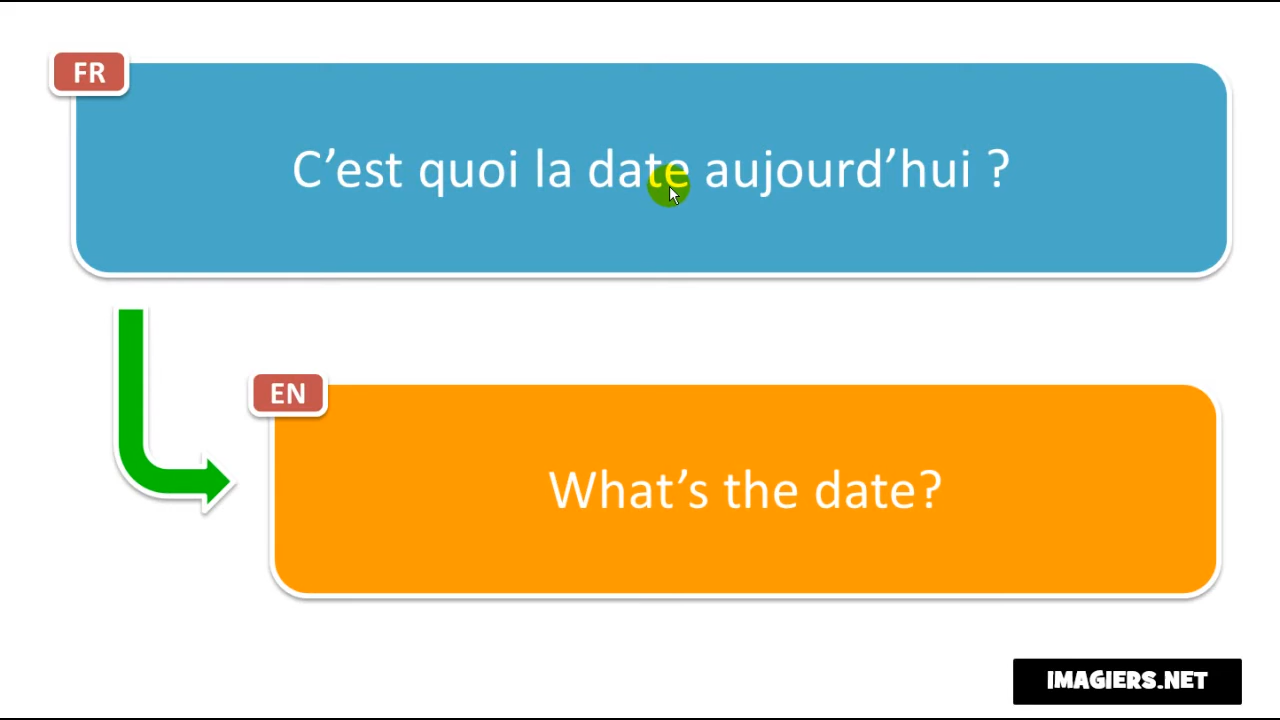 FR
C’est quoi la date aujourd’hui ?
EN
What’s the date?
IMAGIERS.NET